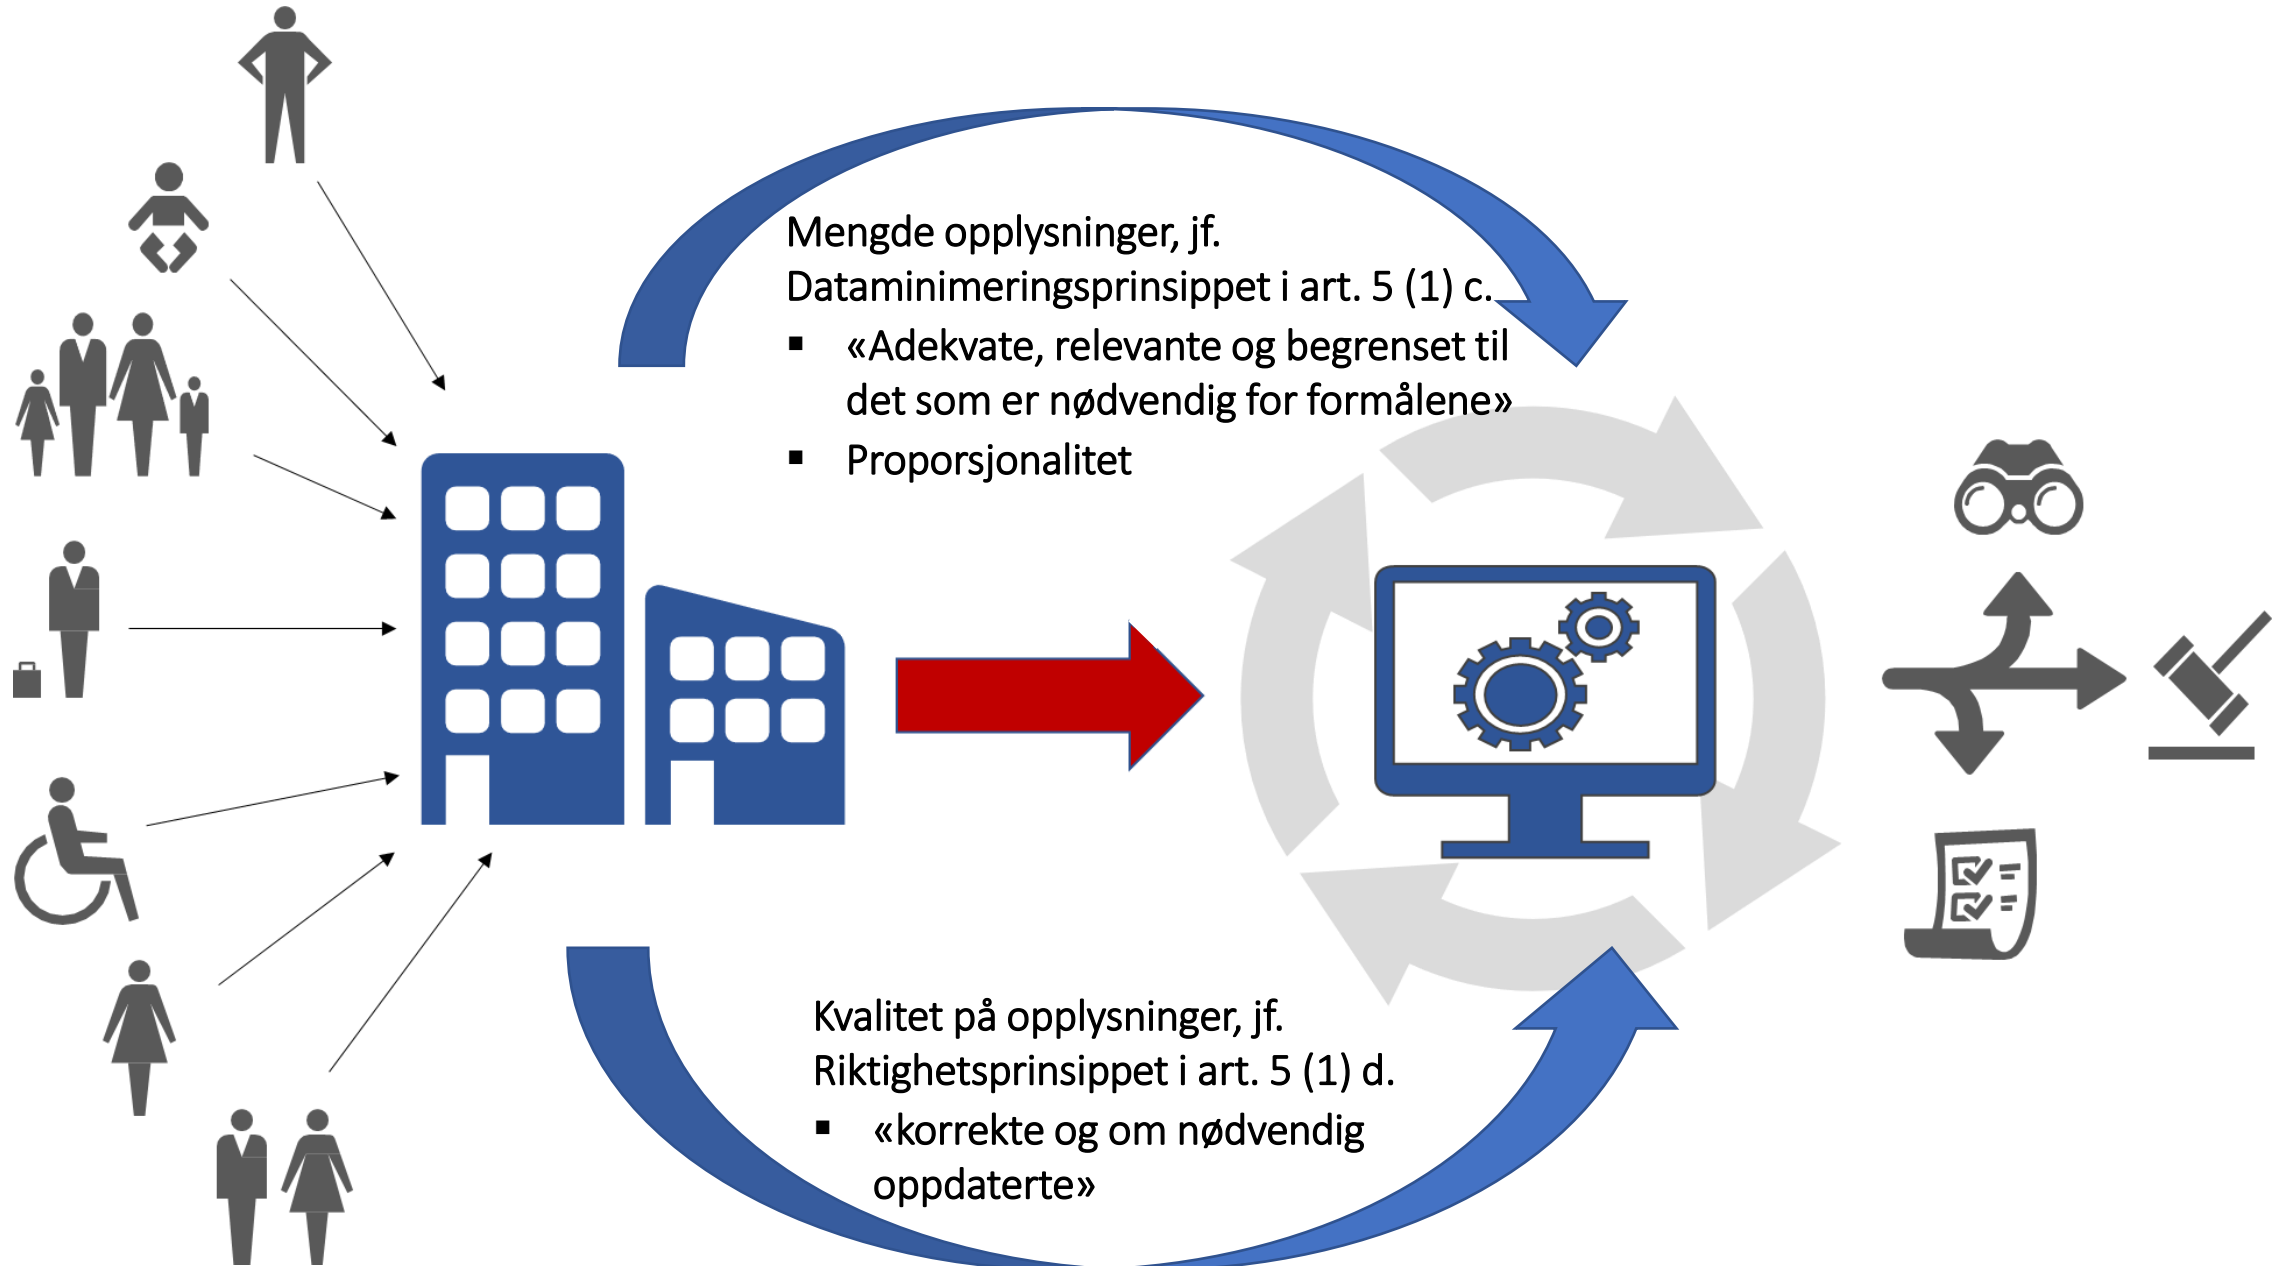 Mengde opplysninger, jf.
Dataminimeringsprinsippet i art. 5 (1) c.
▪ «Adekvate, relevante og begrenset til
det som er nødvendig for formålene»
▪ Proporsjonalitet
Kvalitet på opplysninger, jf.
Riktighetsprinsippet i art. 5 (1) d.
▪ «korrekte og om nødvendig
oppdaterte»